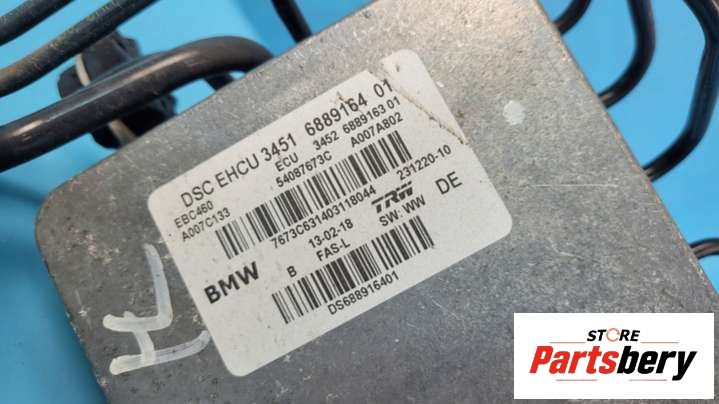 DSC EHCU 3451 6889164 01
ECU 3452 6889163 01
EBC460 54087673C A007A802
A007C133
7673C631403118044 231220-10
BMW B 13-02-18 TRW DE
FAS-L SW: WW
DS688916401
STORE
Partsbery